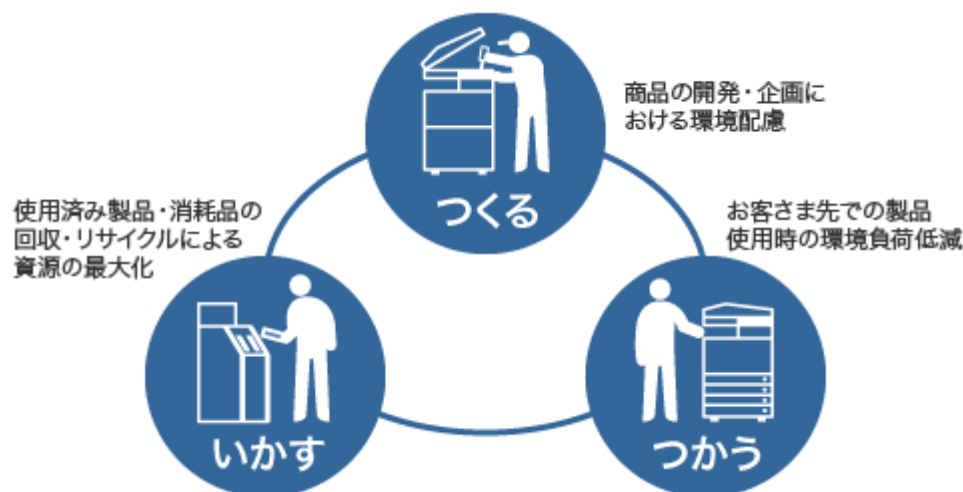 商品の開発・企画に
おける環境配慮
つくる
使用済み製品・消耗品の
回収・リサイクルによる
資源の最大化
お客さま先での製品
使用時の環境負荷低減
いかす
つかう